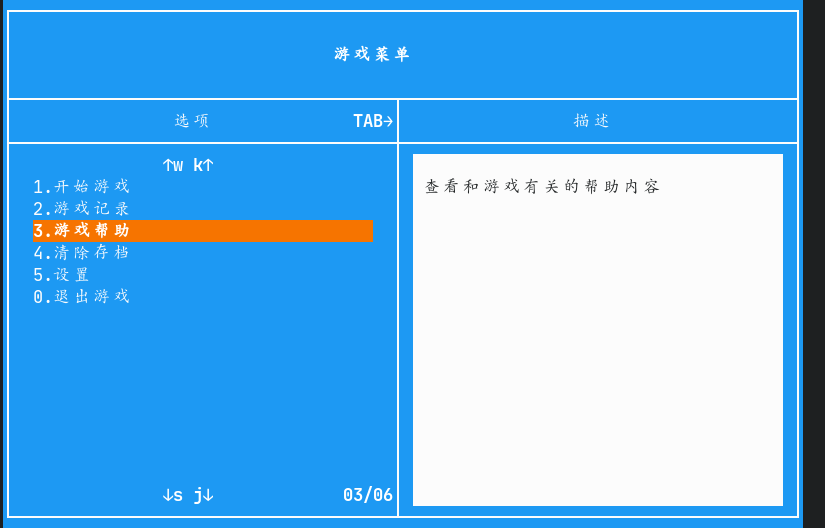 游戏菜单
选项 TAB→
描述
↑w k↑
1.开始游戏
2.游戏记录
3.游戏帮助
4.清除存档
5.设置
0.退出游戏
↓s j↓ 03/06
查看和游戏有关的帮助内容